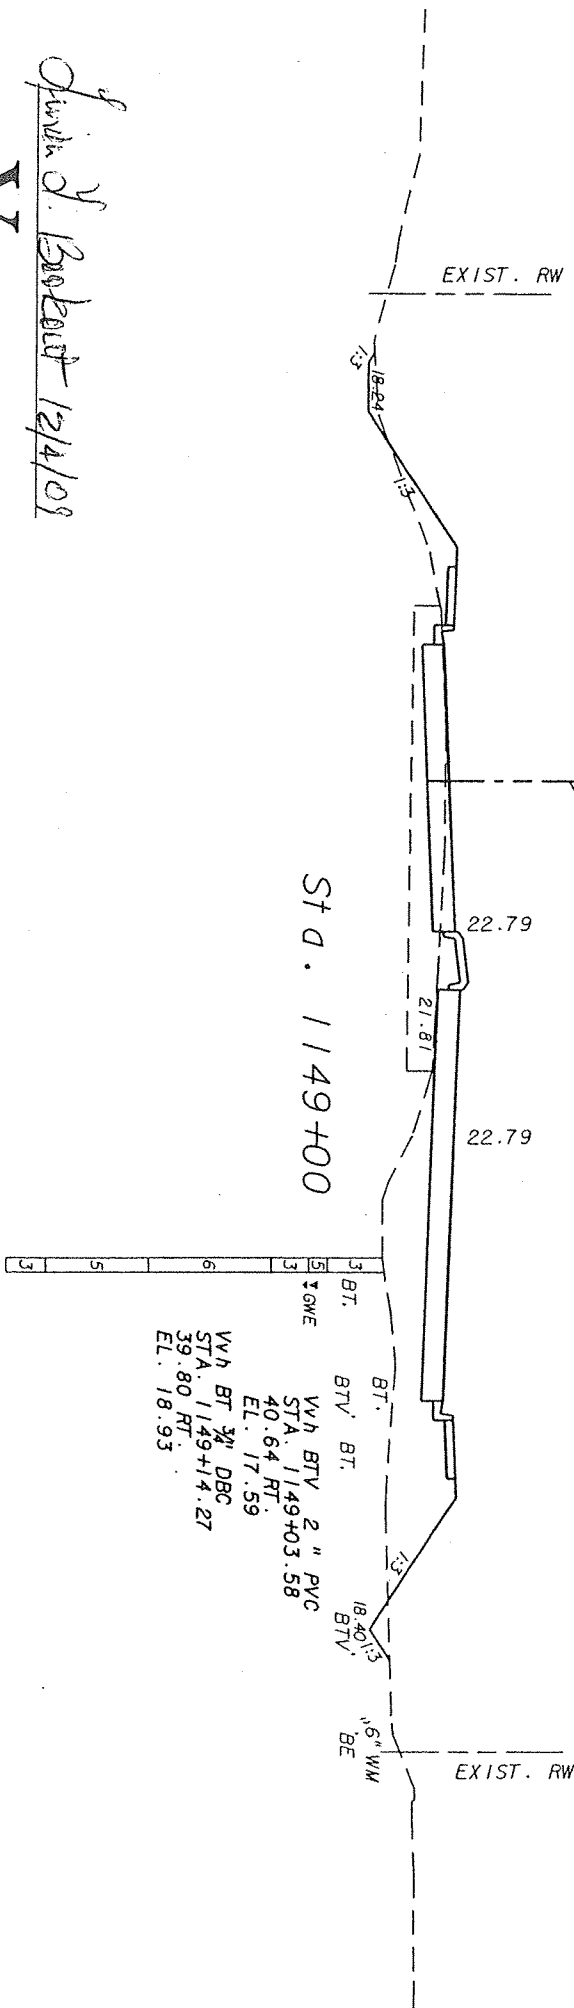 EXIST. RW
1:3
18.24
1:3
22.79
21.81
22.79
Sta. 1149+00
3 5 6 3 5 3
GWE
BT.
BT.
BTV BT.
Vvh BTV 2" PVC
STA. 1149+03.58
40.64 RT.
EL. 17.59
Vvh BT 3/4" DBC
STA. 1149+14.27
39.80 RT.
EL. 18.93
1:3
18.40
1:3
BTV
6" WM
BE
EXIST. RW
12/4/09